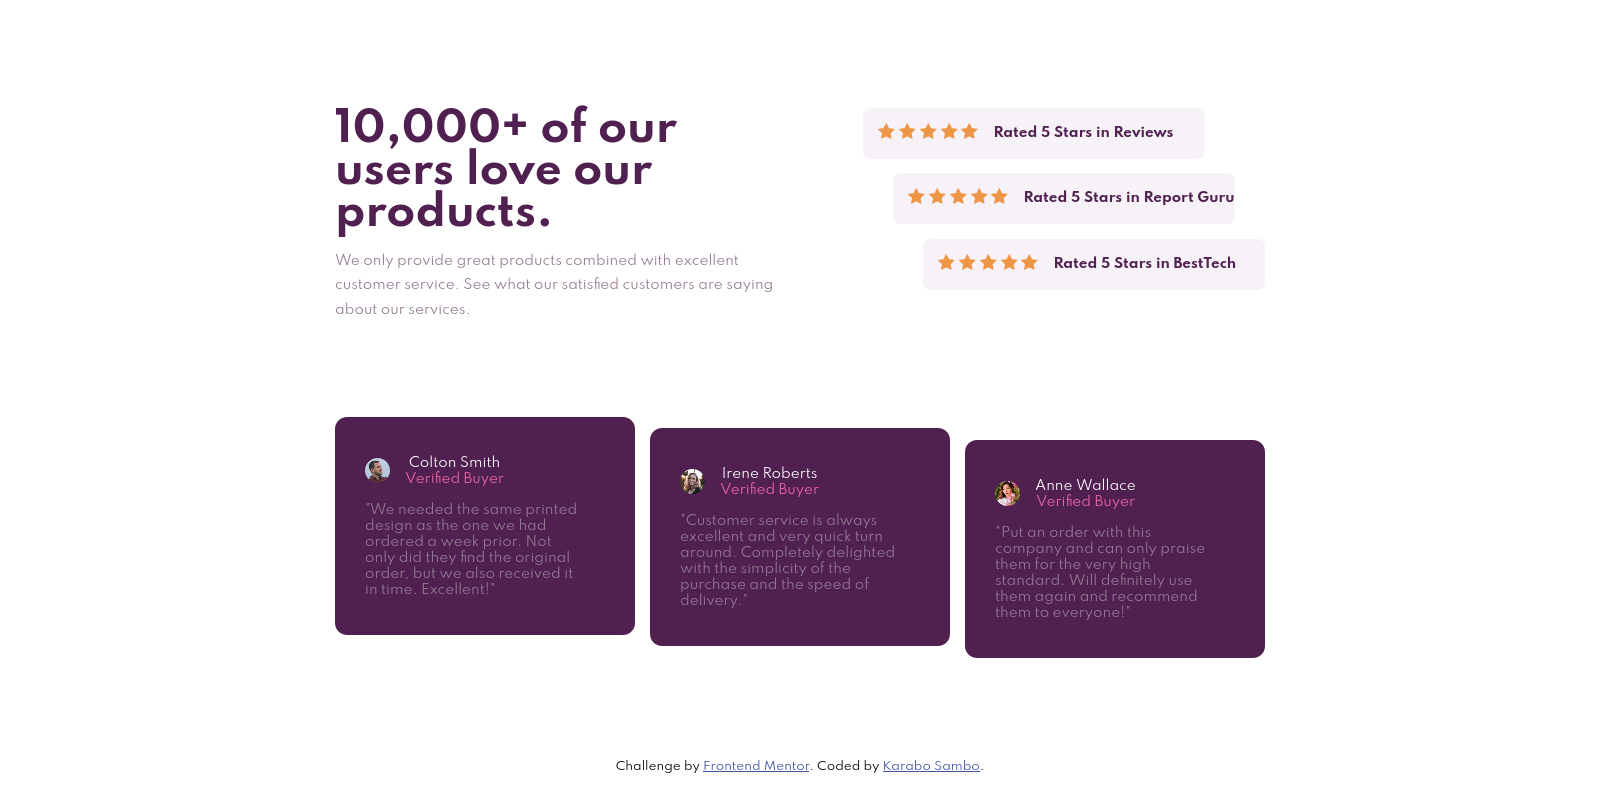 10,000+ of our
users love our
products.
We only provide great products combined with excellent
customer service. See what our satisfied customers are saying
about our services.
Rated 5 Stars in Reviews
Rated 5 Stars in Report Guru
Rated 5 Stars in BestTech
Colton Smith
Verified Buyer
"We needed the same printed
design as the one we had
ordered a week prior. Not
only did they find the original
order, but we also received it
in time. Excellent!"
Irene Roberts
Verified Buyer
"Customer service is always
excellent and very quick turn
around. Completely delighted
with the simplicity of the
purchase and the speed of
delivery."
Anne Wallace
Verified Buyer
"Put an order with this
company and can only praise
them for the very high
standard. Will definitely use
them again and recommend
them to everyone!"
Challenge by Frontend Mentor. Coded by Karabo Sambo.